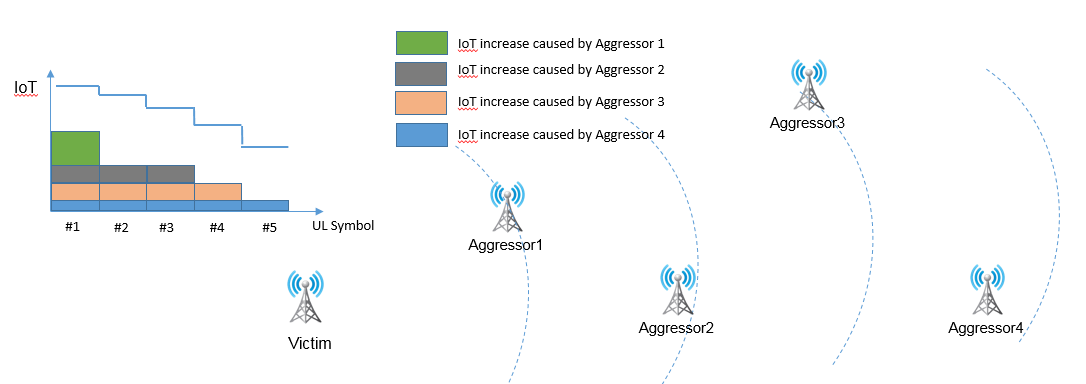 IoT increase caused by Aggressor 1
IoT increase caused by Aggressor 2
IoT increase caused by Aggressor 3
IoT increase caused by Aggressor 4
IoT
#1 #2 #3 #4 #5 UL Symbol
Aggressor3
Aggressor1
Aggressor2
Aggressor4
Victim